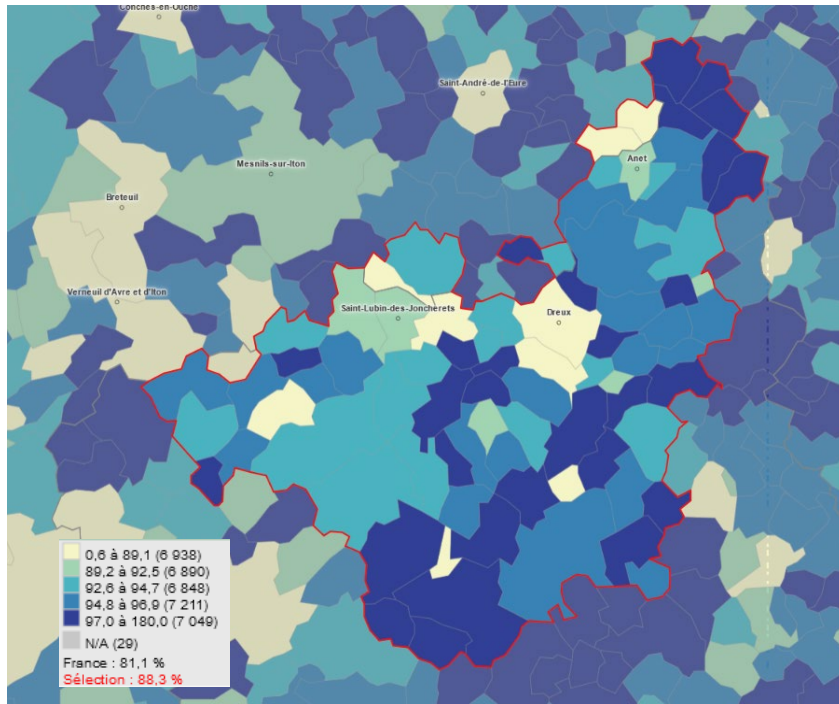 Conches-en-Ouche
Saint-André-de-l'Eure
Anet
Mesnils-sur-Iton
Breteuil
Verneuil d'Avre et d'Iton
Saint-Lubin-des-Joncherets
Dreux
0,6 à 89,1 (6 938)
89,2 à 92,5 (6 890)
92,6 à 94,7 (6 848)
94,8 à 96,9 (7 211)
97,0 à 180,0 (7 049)
N/A (29)
France : 81,1 %
Sélection : 88,3 %